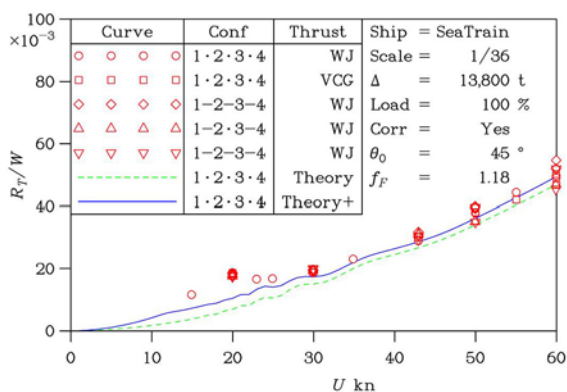 100
×10⁻³
80
60
40
20
0
R_T/W
Curve Conf Thrust Ship = SeaTrain
1·2·3·4 WJ Scale = 1/36
1·2·3·4 VCG Δ = 13,800 t
1-2-3-4 WJ Load = 100 %
1-2·3-4 WJ Corr = Yes
1-2-3-4 WJ θ₀ = 45 °
1·2·3·4 Theory f_F = 1.18
1·2·3·4 Theory+
0 10 20 30 40 50 60
U kn